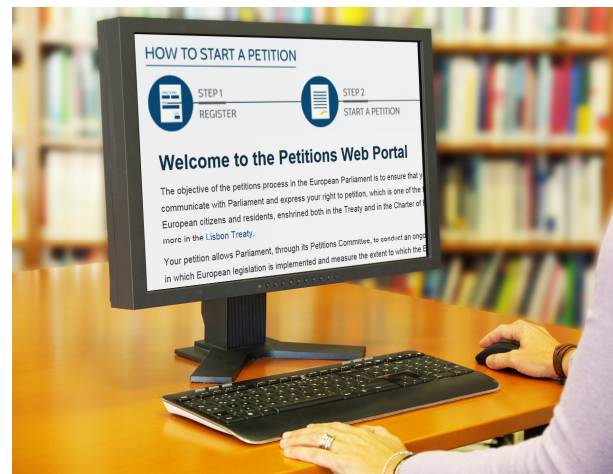 HOW TO START A PETITION
STEP 1
REGISTER
STEP 2
START A PETITION
Welcome to the Petitions Web Portal
The objective of the petitions process in the European Parliament is to ensure that
communicate with Parliament and express your right to petition, which is one of the
European citizens and residents, enshrined both in the Treaty and in the Charter of
more in the Lisbon Treaty.
Your petition allows Parliament, through its Petitions Committee, to conduct an
in which European legislation is implemented and measure the extent to which the